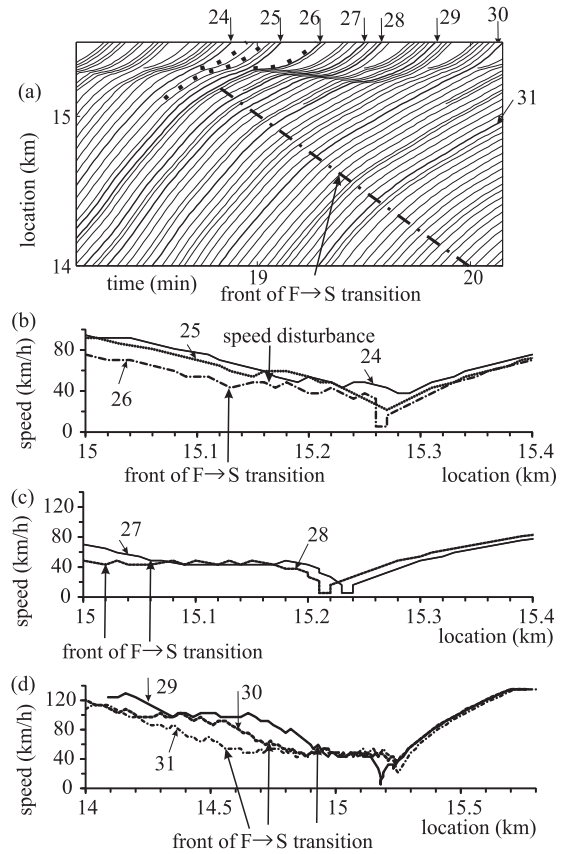 24 25 26 27 28 29 30
(a)
31
15
location (km)
14
time (min) 19 20
front of F→S transition
(b)
80
40
0
speed (km/h)
25 speed disturbance 24
26
15 15.1 15.2 15.3 15.4
front of F→S transition location (km)
(c)
120
80
40
0
speed (km/h)
27 28
15 15.1 15.2 15.3 15.4
location (km)
front of F→S transition
(d)
120
80
40
0
speed (km/h)
29 30
31
14 14.5 15 15.5
location (km)
front of F→S transition